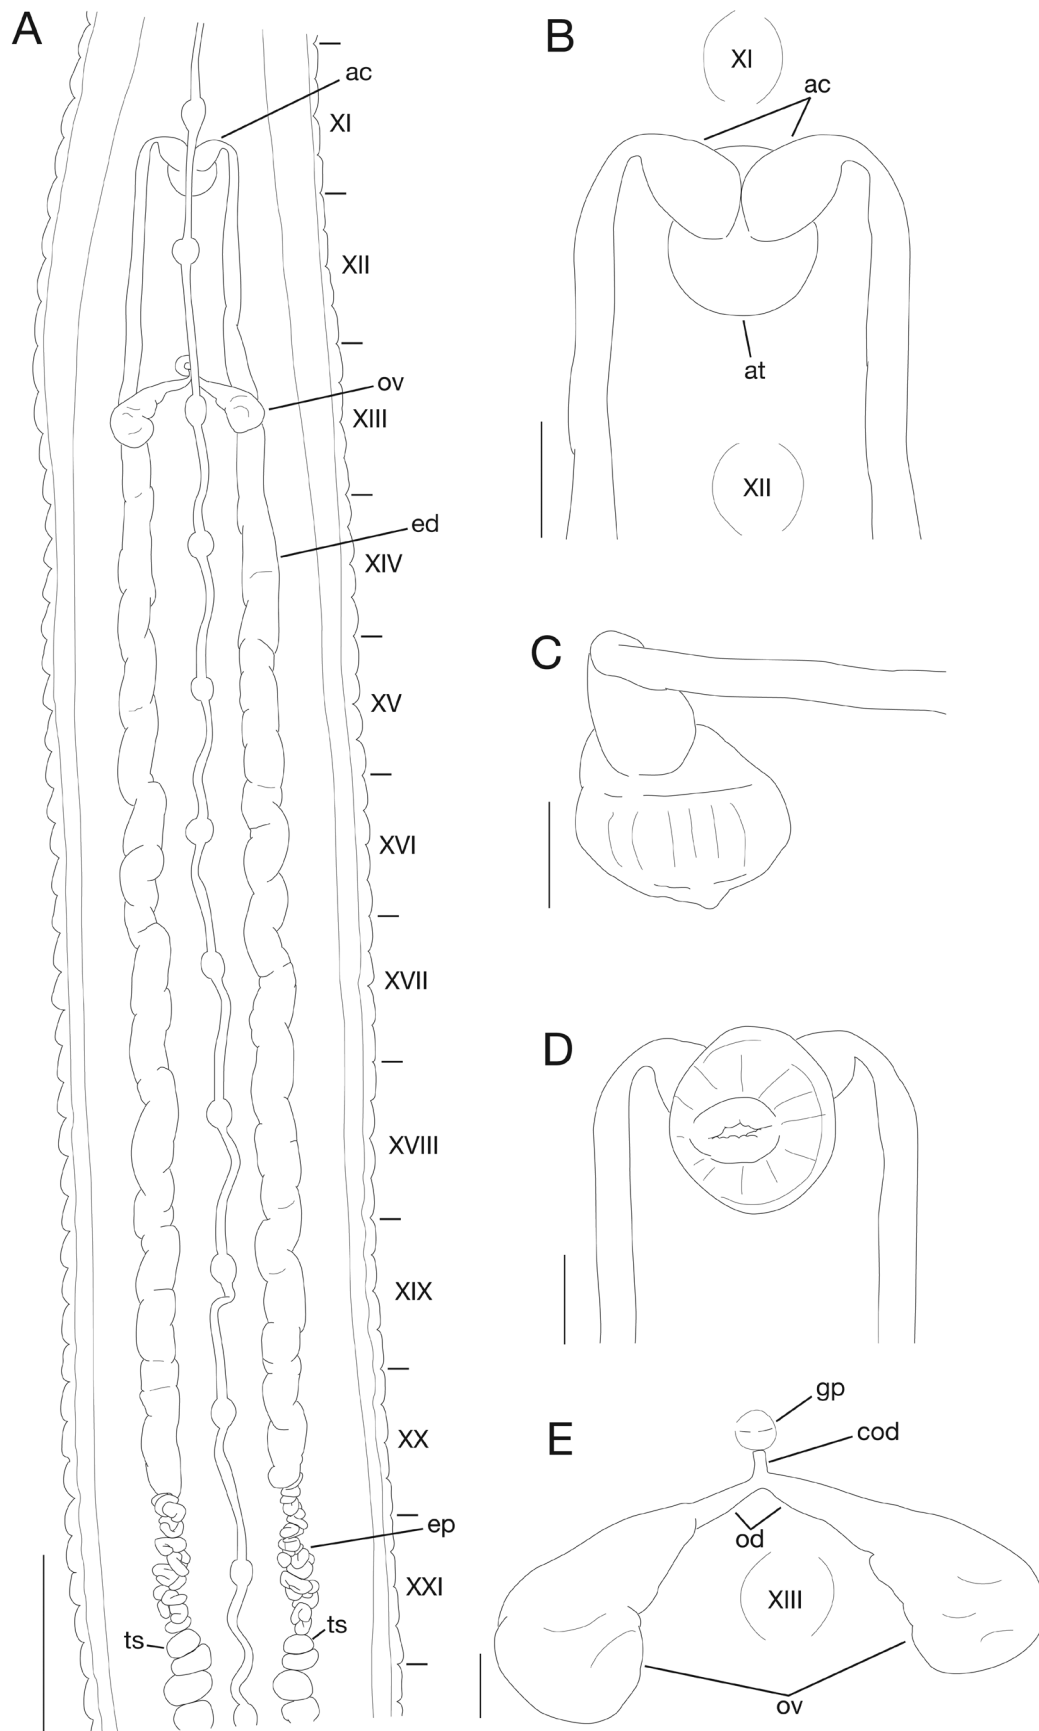 A
ac
XI
XII
ov
XIII
ed
XIV
XV
XVI
XVII
XVIII
XIX
XX
ep
XXI
ts
ts
B
XI
ac
at
XII
C
D
E
gp
cod
od
XIII
ov